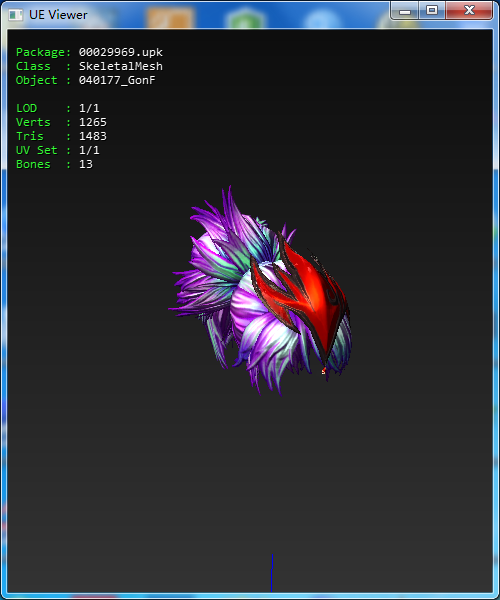 UE Viewer
Package: 00029969.upk
Class : SkeletalMesh
Object : 040177_GonF
LOD : 1/1
Verts : 1265
Tris : 1483
UV Set : 1/1
Bones : 13